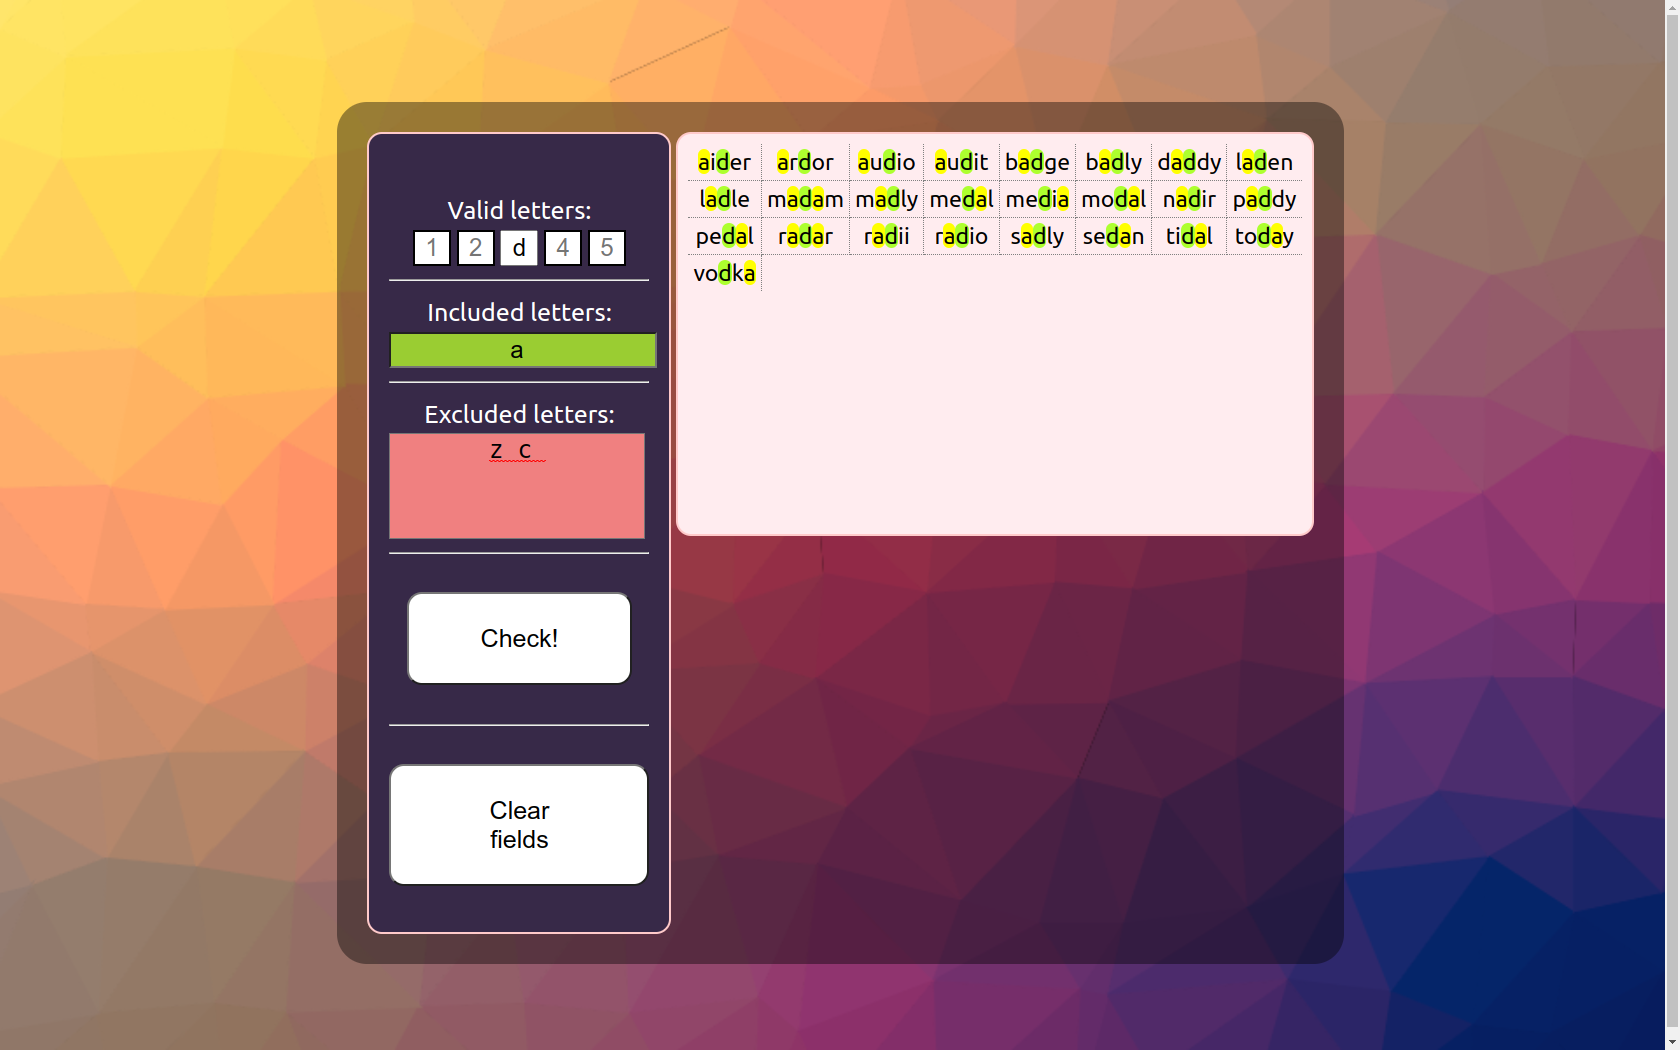 Valid letters:
1 2 d 4 5
Included letters:
a
Excluded letters:
z c
Check!
Clear
fields
aider ardor audio audit badge badly daddy laden
ladle madam madly medal media modal nadir paddy
pedal radar radii radio sadly sedan tidal today
vodka